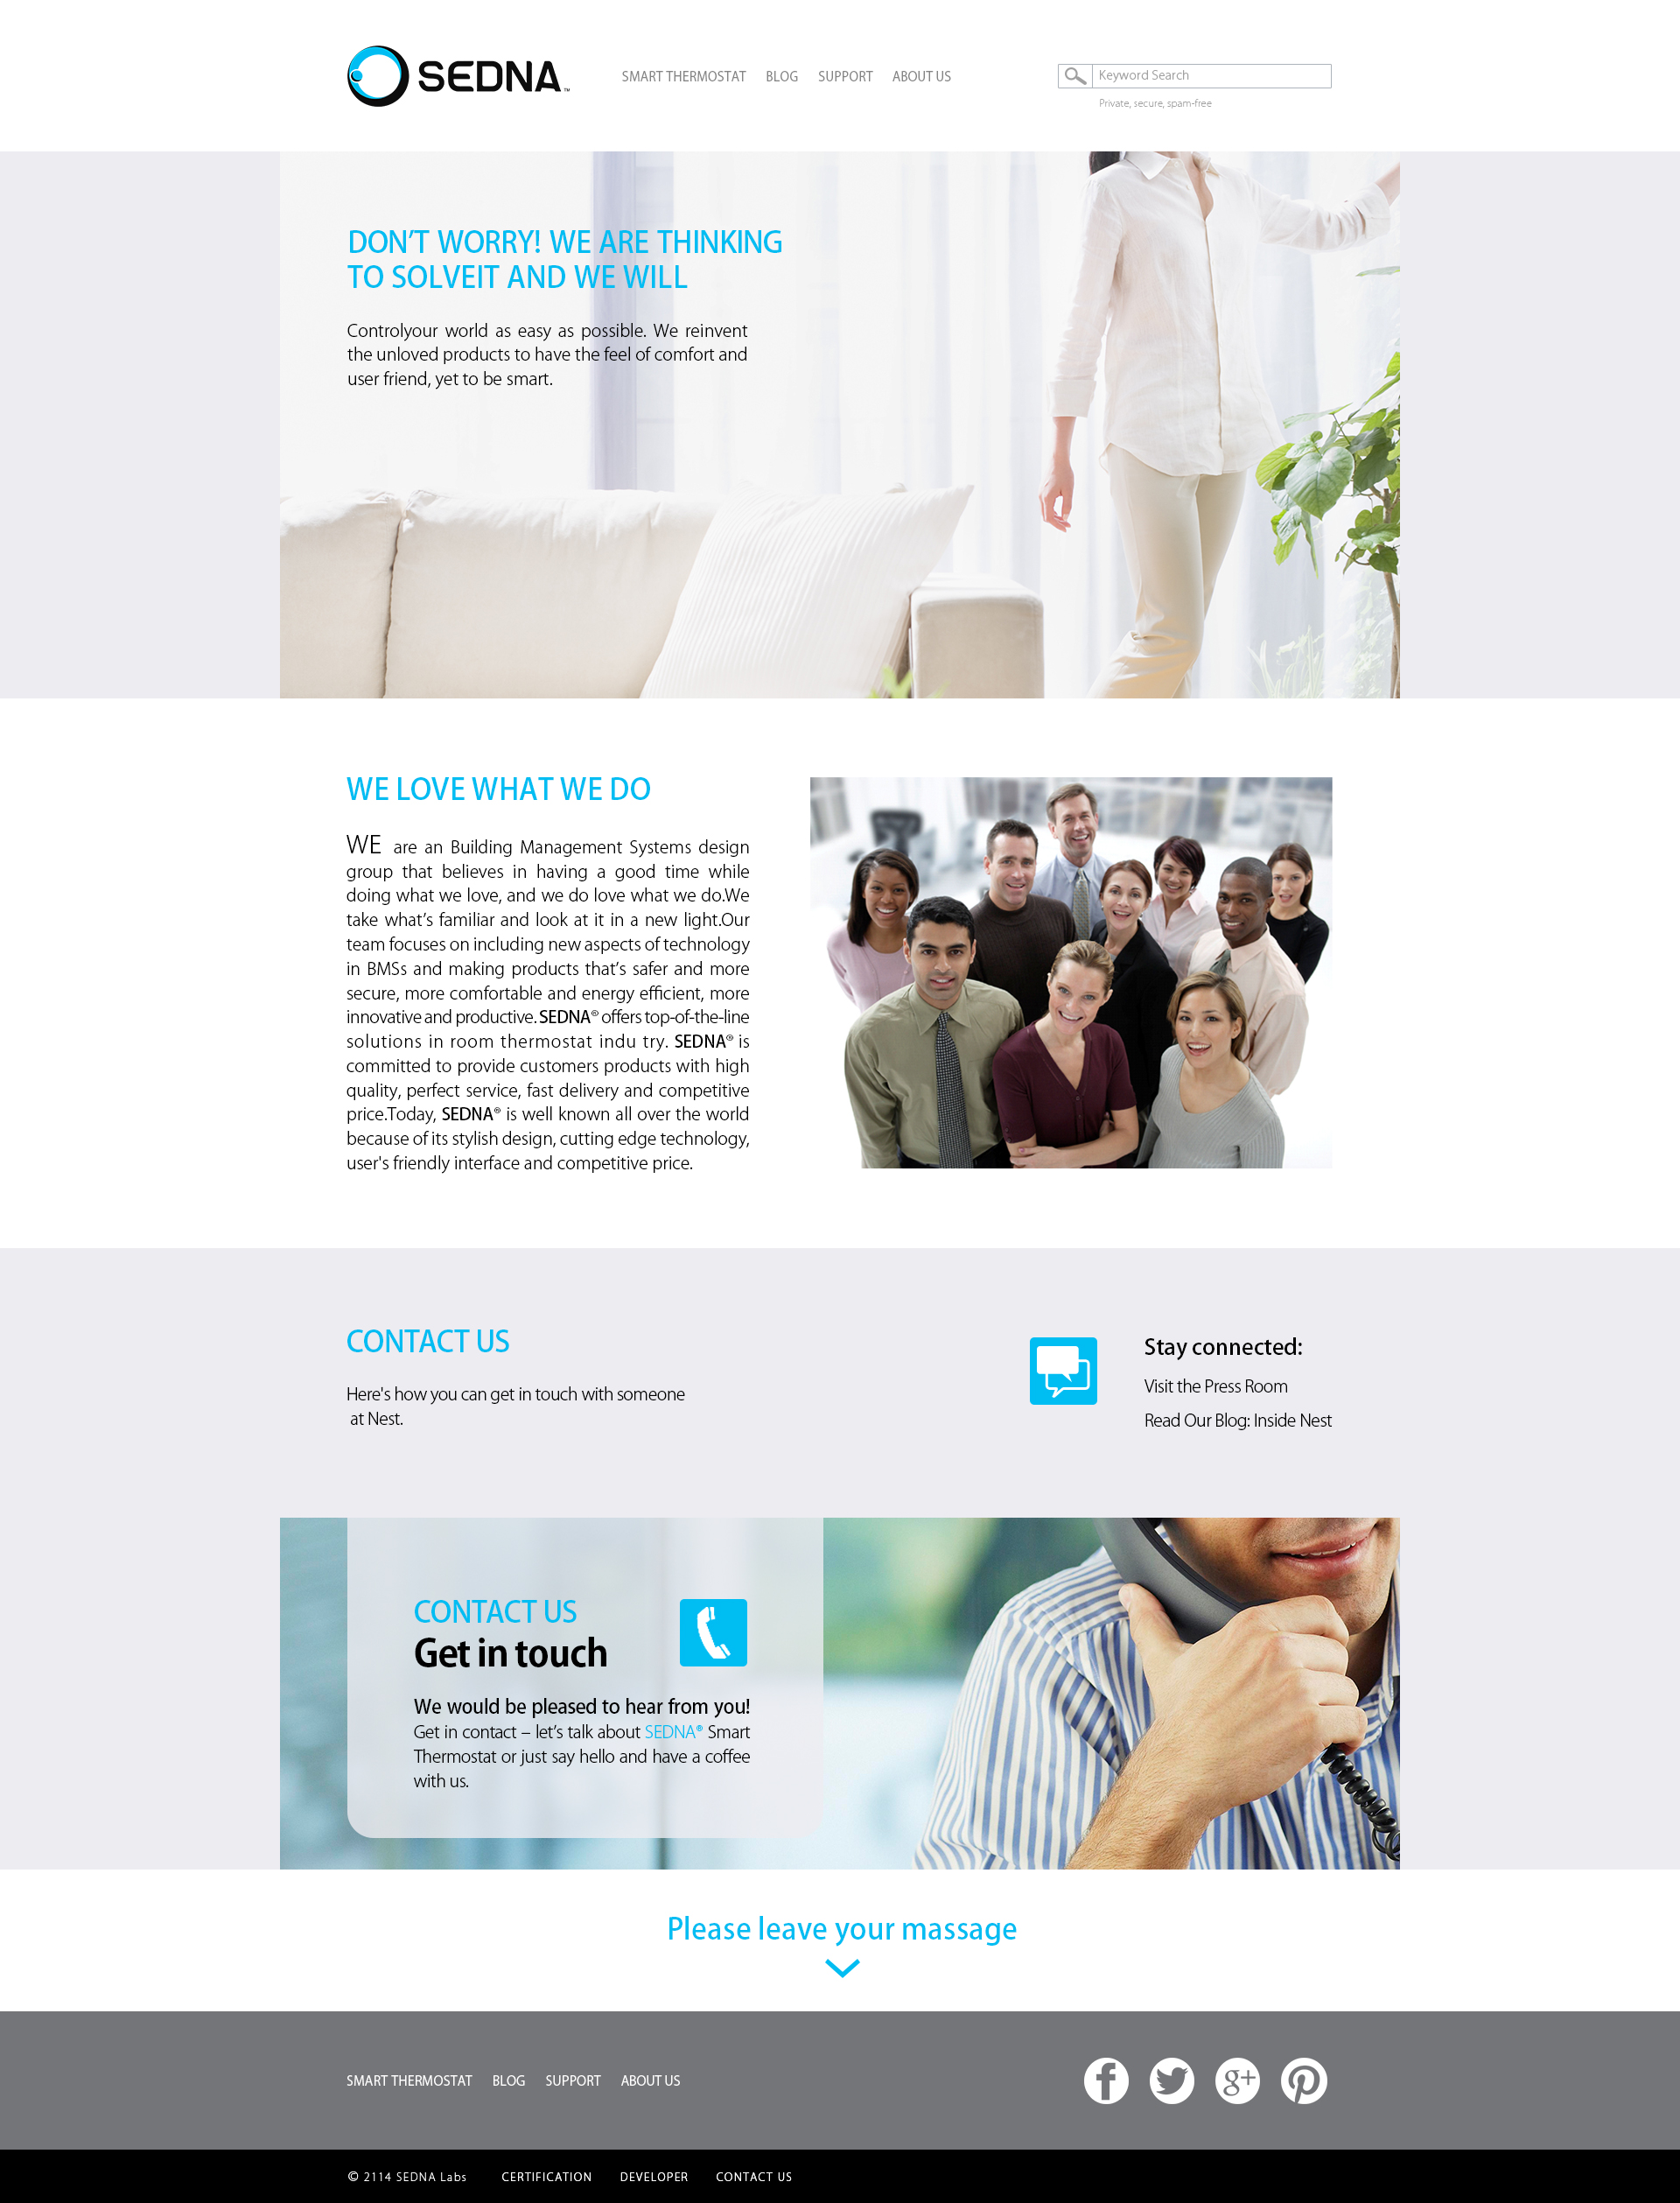 SEDNA™
SMART THERMOSTAT BLOG SUPPORT ABOUT US
Keyword Search
Private, secure, spam-free
DON’T WORRY! WE ARE THINKING
TO SOLVEIT AND WE WILL
Controlyour world as easy as possible. We reinvent
the unloved products to have the feel of comfort and
user friend, yet to be smart.
WE LOVE WHAT WE DO
WE are an Building Management Systems design
group that believes in having a good time while
doing what we love, and we do love what we do.We
take what’s familiar and look at it in a new light.Our
team focuses on including new aspects of technology
in BMSs and making products that’s safer and more
secure, more comfortable and energy efficient, more
innovative and productive. SEDNA® offers top-of-the-line
solutions in room thermostat indu try. SEDNA® is
committed to provide customers products with high
quality, perfect service, fast delivery and competitive
price.Today, SEDNA® is well known all over the world
because of its stylish design, cutting edge technology,
user's friendly interface and competitive price.
CONTACT US
Here's how you can get in touch with someone
at Nest.
Stay connected:
Visit the Press Room
Read Our Blog: Inside Nest
CONTACT US
Get in touch
We would be pleased to hear from you!
Get in contact – let’s talk about SEDNA® Smart
Thermostat or just say hello and have a coffee
with us.
Please leave your massage
SMART THERMOSTAT BLOG SUPPORT ABOUT US
© 2114 SEDNA Labs CERTIFICATION DEVELOPER CONTACT US